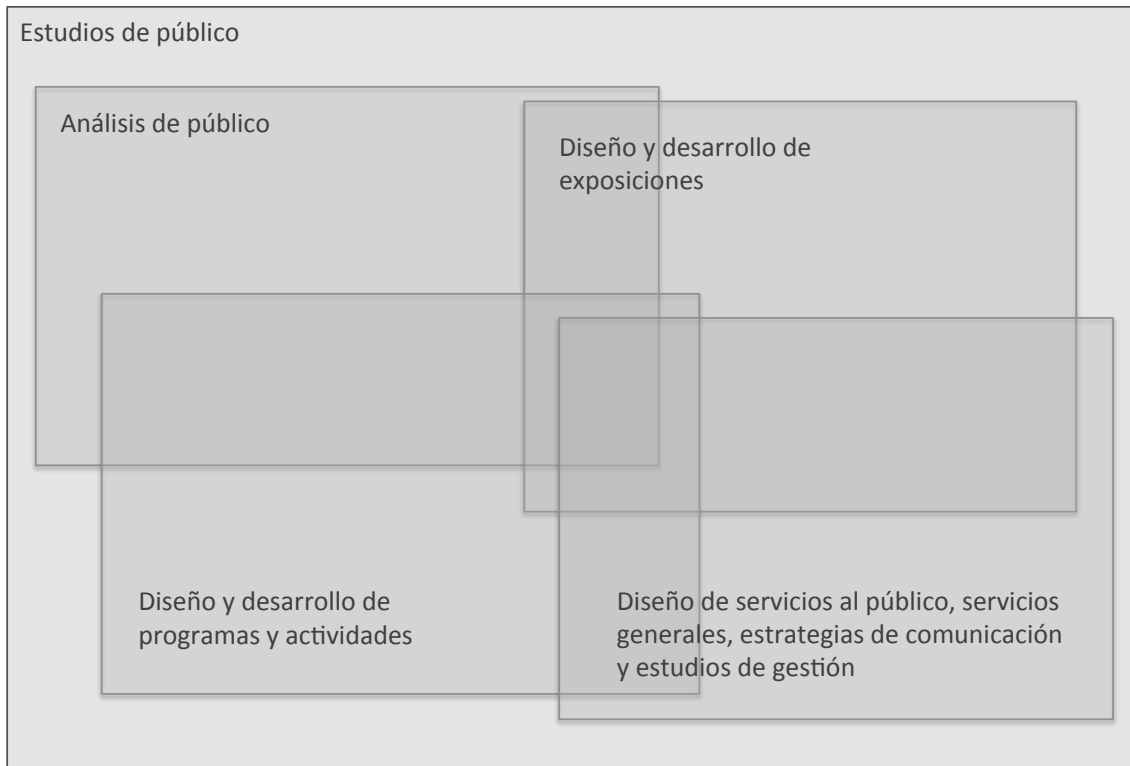 Estudios de público
Análisis de público
Diseño y desarrollo de
exposiciones
Diseño y desarrollo de
programas y actividades
Diseño de servicios al público, servicios
generales, estrategias de comunicación
y estudios de gestión